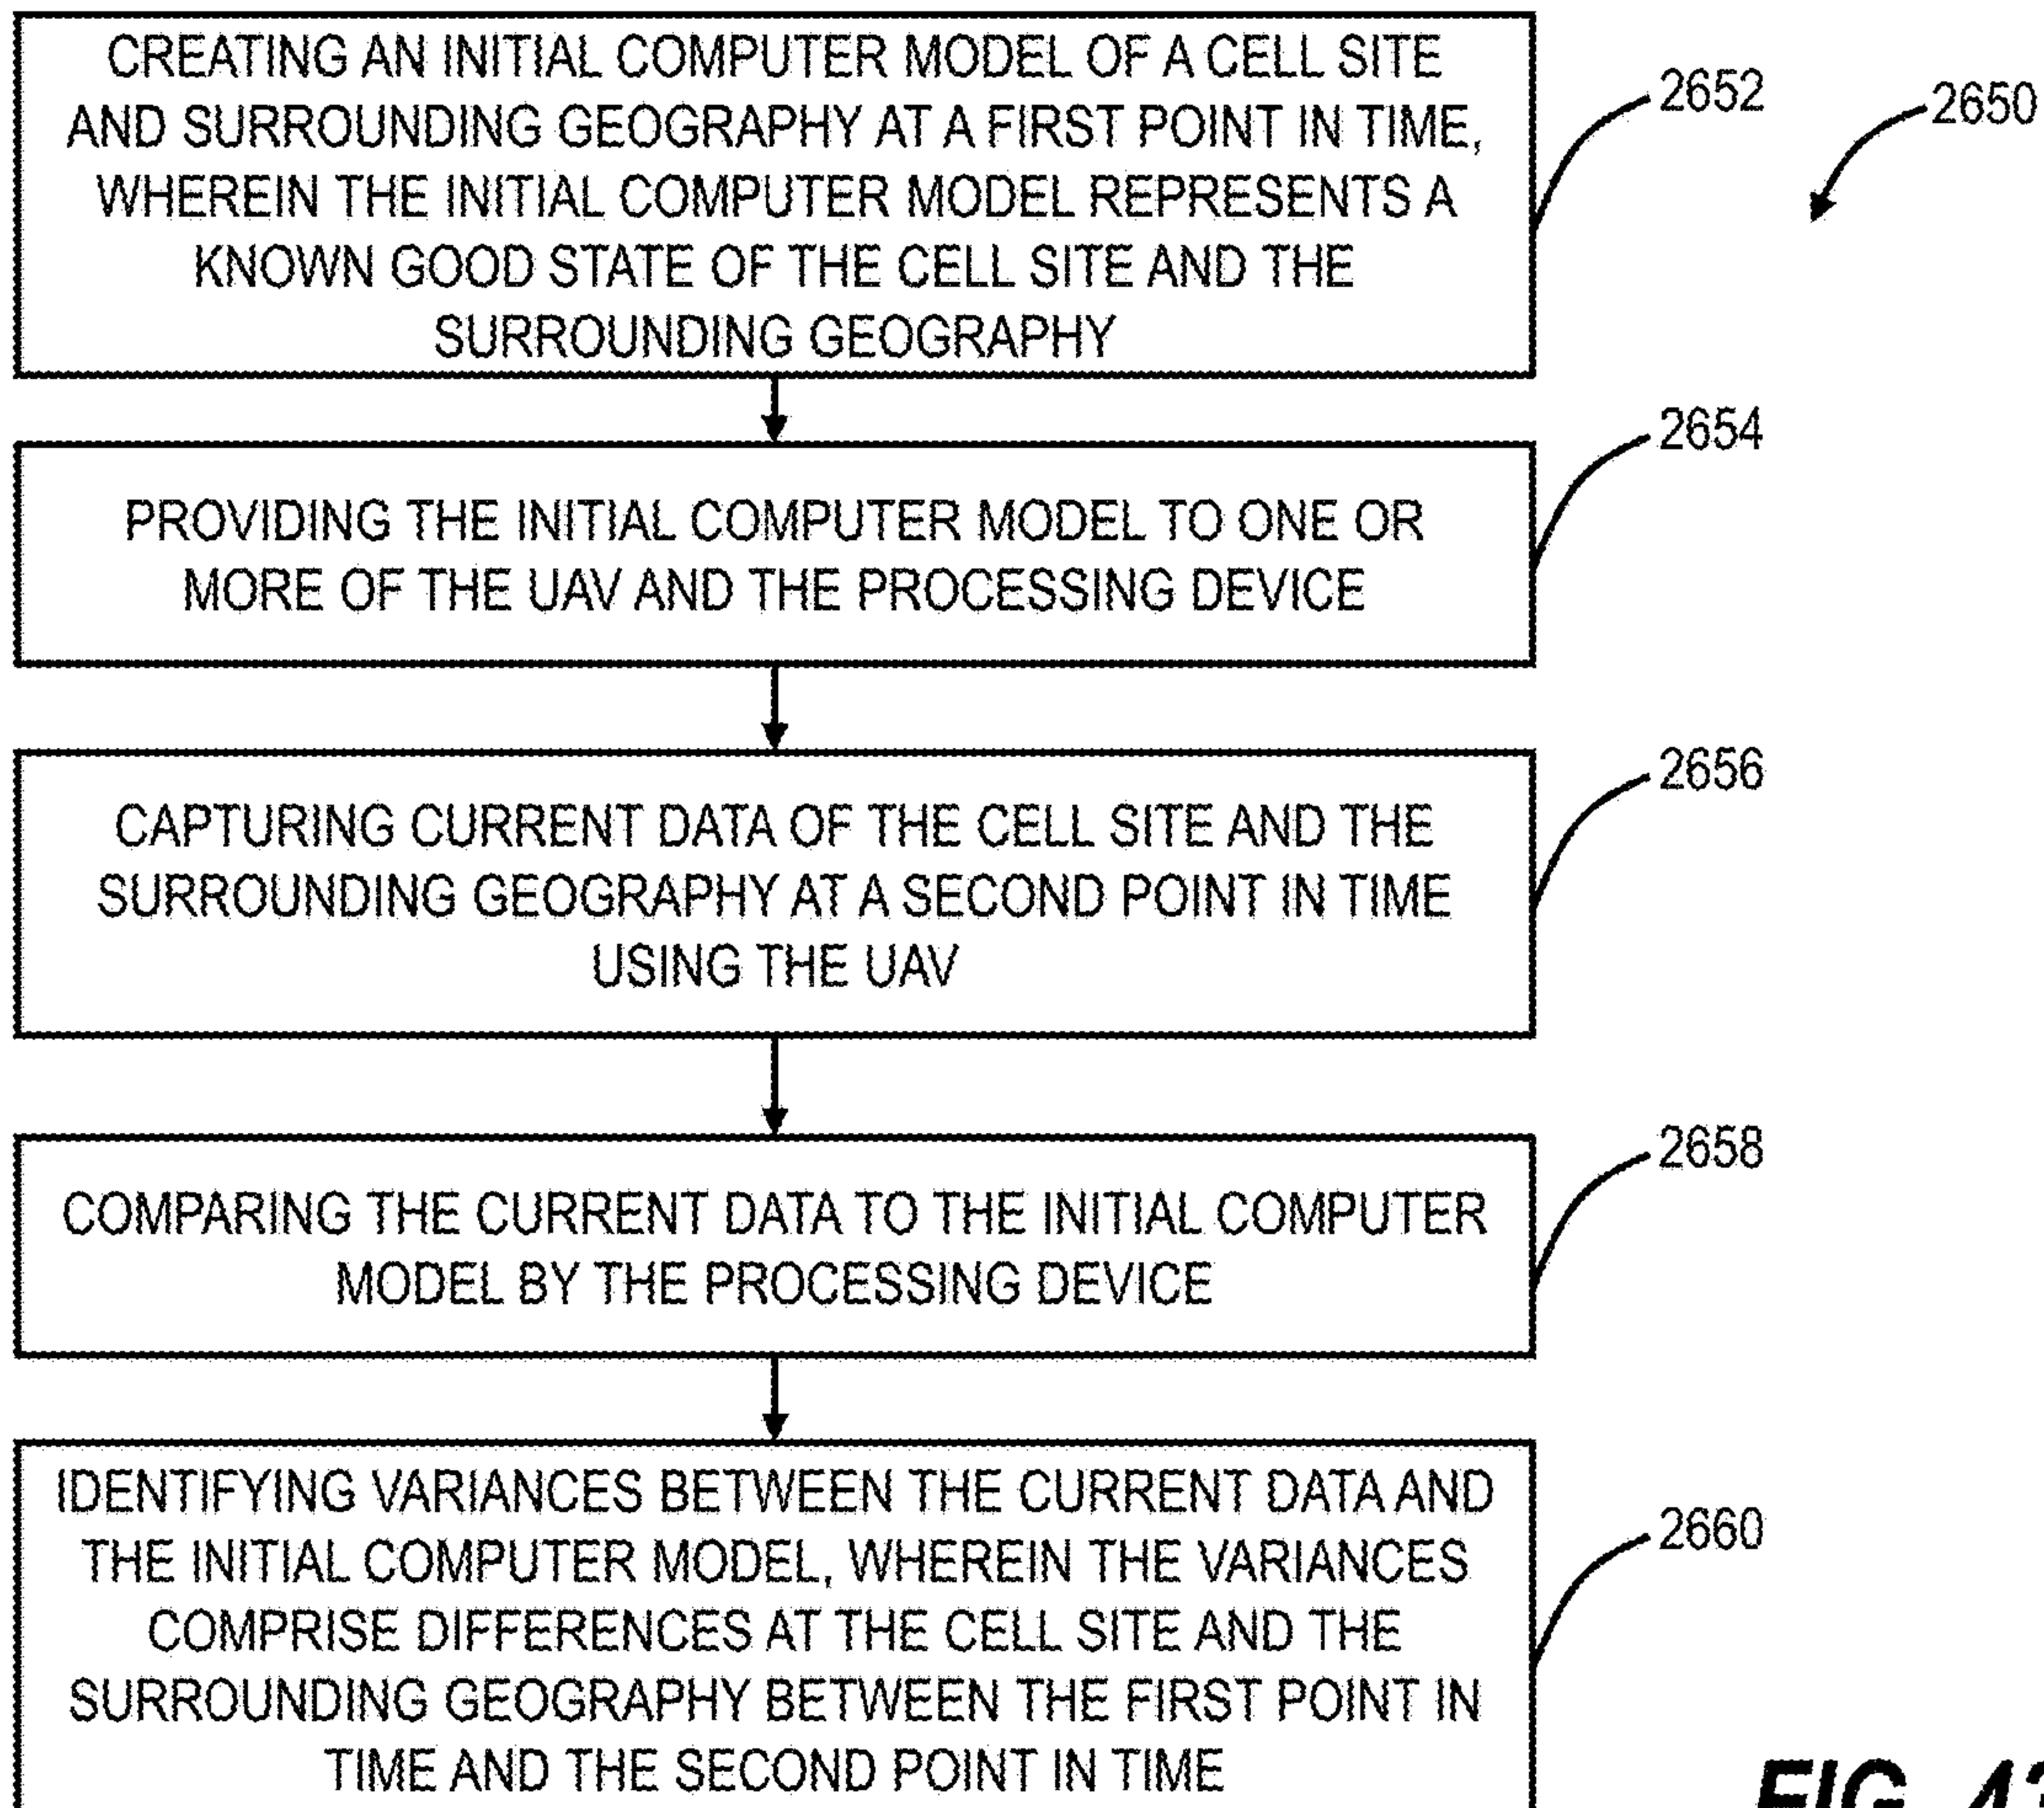 CREATING AN INITIAL COMPUTER MODEL OF A CELL SITE
AND SURROUNDING GEOGRAPHY AT A FIRST POINT IN TIME,
WHEREIN THE INITIAL COMPUTER MODEL REPRESENTS A
KNOWN GOOD STATE OF THE CELL SITE AND THE
SURROUNDING GEOGRAPHY
2652
2650
PROVIDING THE INITIAL COMPUTER MODEL TO ONE OR
MORE OF THE UAV AND THE PROCESSING DEVICE
2654
CAPTURING CURRENT DATA OF THE CELL SITE AND THE
SURROUNDING GEOGRAPHY AT A SECOND POINT IN TIME
USING THE UAV
2656
COMPARING THE CURRENT DATA TO THE INITIAL COMPUTER
MODEL BY THE PROCESSING DEVICE
2658
IDENTIFYING VARIANCES BETWEEN THE CURRENT DATA AND
THE INITIAL COMPUTER MODEL, WHEREIN THE VARIANCES
COMPRISE DIFFERENCES AT THE CELL SITE AND THE
SURROUNDING GEOGRAPHY BETWEEN THE FIRST POINT IN
TIME AND THE SECOND POINT IN TIME
2660
FIG.